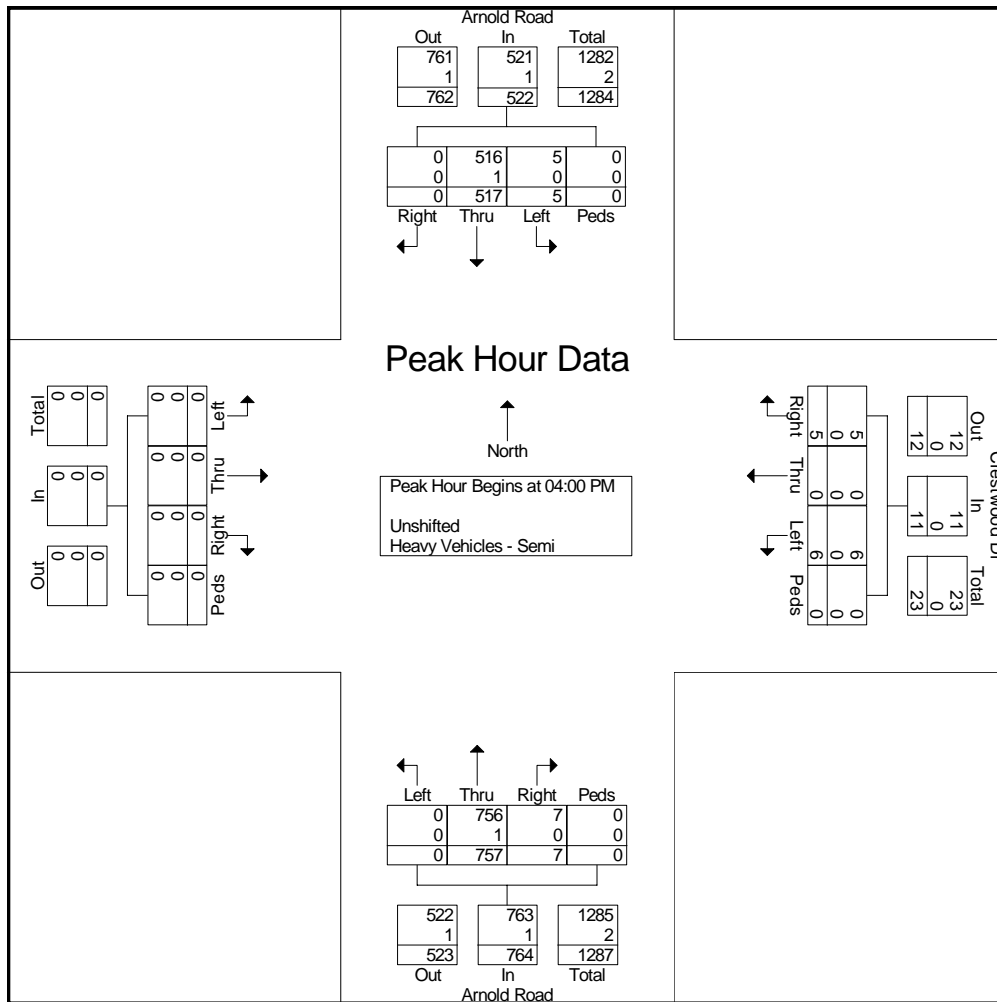 Arnold Road
Out In Total
761 521 1282
1 1 2
762 522 1284
0 516 5 0
0 1 0 0
0 517 5 0
Right Thru Left Peds
Peak Hour Data
North
Peak Hour Begins at 04:00 PM
Unshifted
Heavy Vehicles - Semi
Total In Out
0 0 0
0 0 0
0 0 0
Left Thru Right Peds
0 0 0 0
0 0 0 0
0 0 0 0
Right Thru Left Peds
5 0 6 0
0 0 0 0
5 0 6 0
Out In Total
12 11 23
0 0 0
12 11 23
Left Thru Right Peds
0 756 7 0
0 1 0 0
0 757 7 0
522 763 1285
1 1 2
523 764 1287
Out In Total
Arnold Road